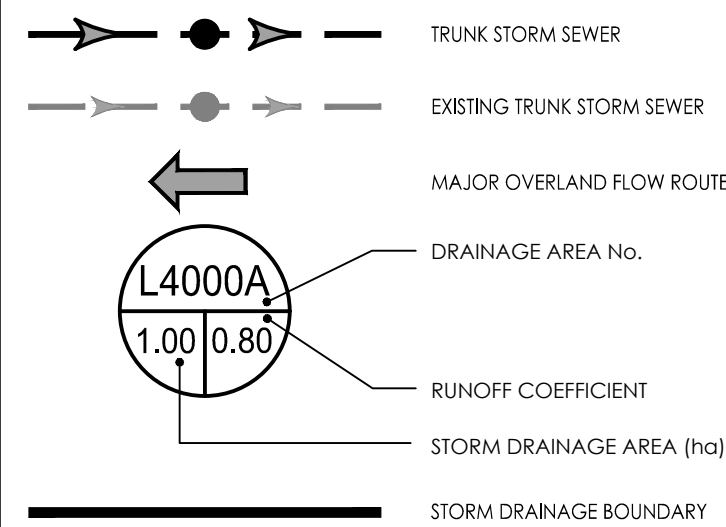 TRUNK STORM SEWER
EXISTING TRUNK STORM SEWER
MAJOR OVERLAND FLOW ROUTE
DRAINAGE AREA No.
L4000A
1.00 0.80
RUNOFF COEFFICIENT
STORM DRAINAGE AREA (ha)
STORM DRAINAGE BOUNDARY